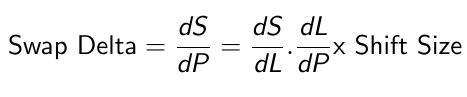 Swap Delta = dS/dP = dS/dL . dL/dP x Shift Size